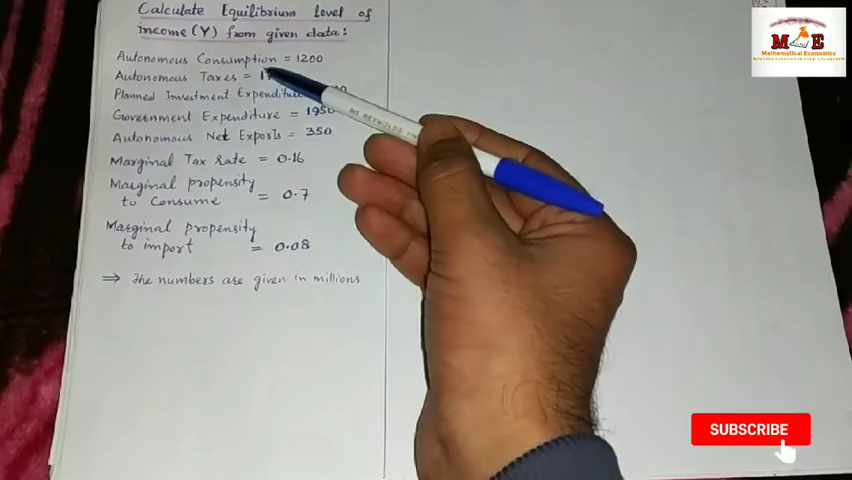 Calculate Equilibrium Level of
income (Y) from given data:
Autonomous Consumption = 1200
Autonomous Taxes =
Planned Investment
Government Expenditure = 1950
Autonomous Net Exports = 350
Marginal Tax rate = 0.16
Marginal propensity
to Consume = 0.7
Marginal propensity
to import = 0.08
⇒ The numbers are given in millions
REYNOLDS
M E
Mathematical Economics
SUBSCRIBE